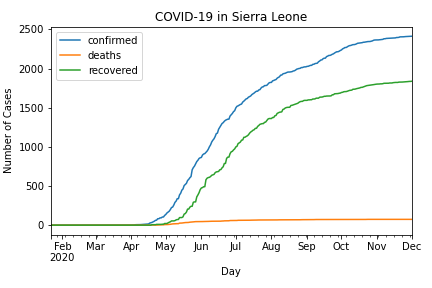 COVID-19 in Sierra Leone
confirmed
deaths
recovered
2500
2000
1500
1000
500
0
Number of Cases
Feb Mar Apr May Jun Jul Aug Sep Oct Nov Dec
2020
Day